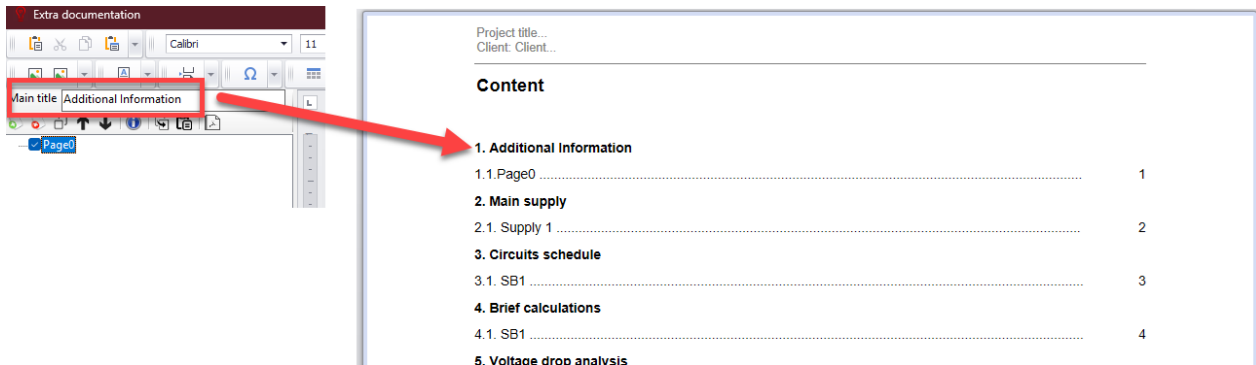 Extra documentation
Calibri 11
A Ω
Main title Additional Information
L
Page0
Project title...
Client: Client...
Content
1. Additional Information
1.1.Page0 ........................................................ 1
2. Main supply
2.1. Supply 1 ........................................................ 2
3. Circuits schedule
3.1. SB1 ........................................................ 3
4. Brief calculations
4.1. SB1 ........................................................ 4
5. Voltage drop analysis